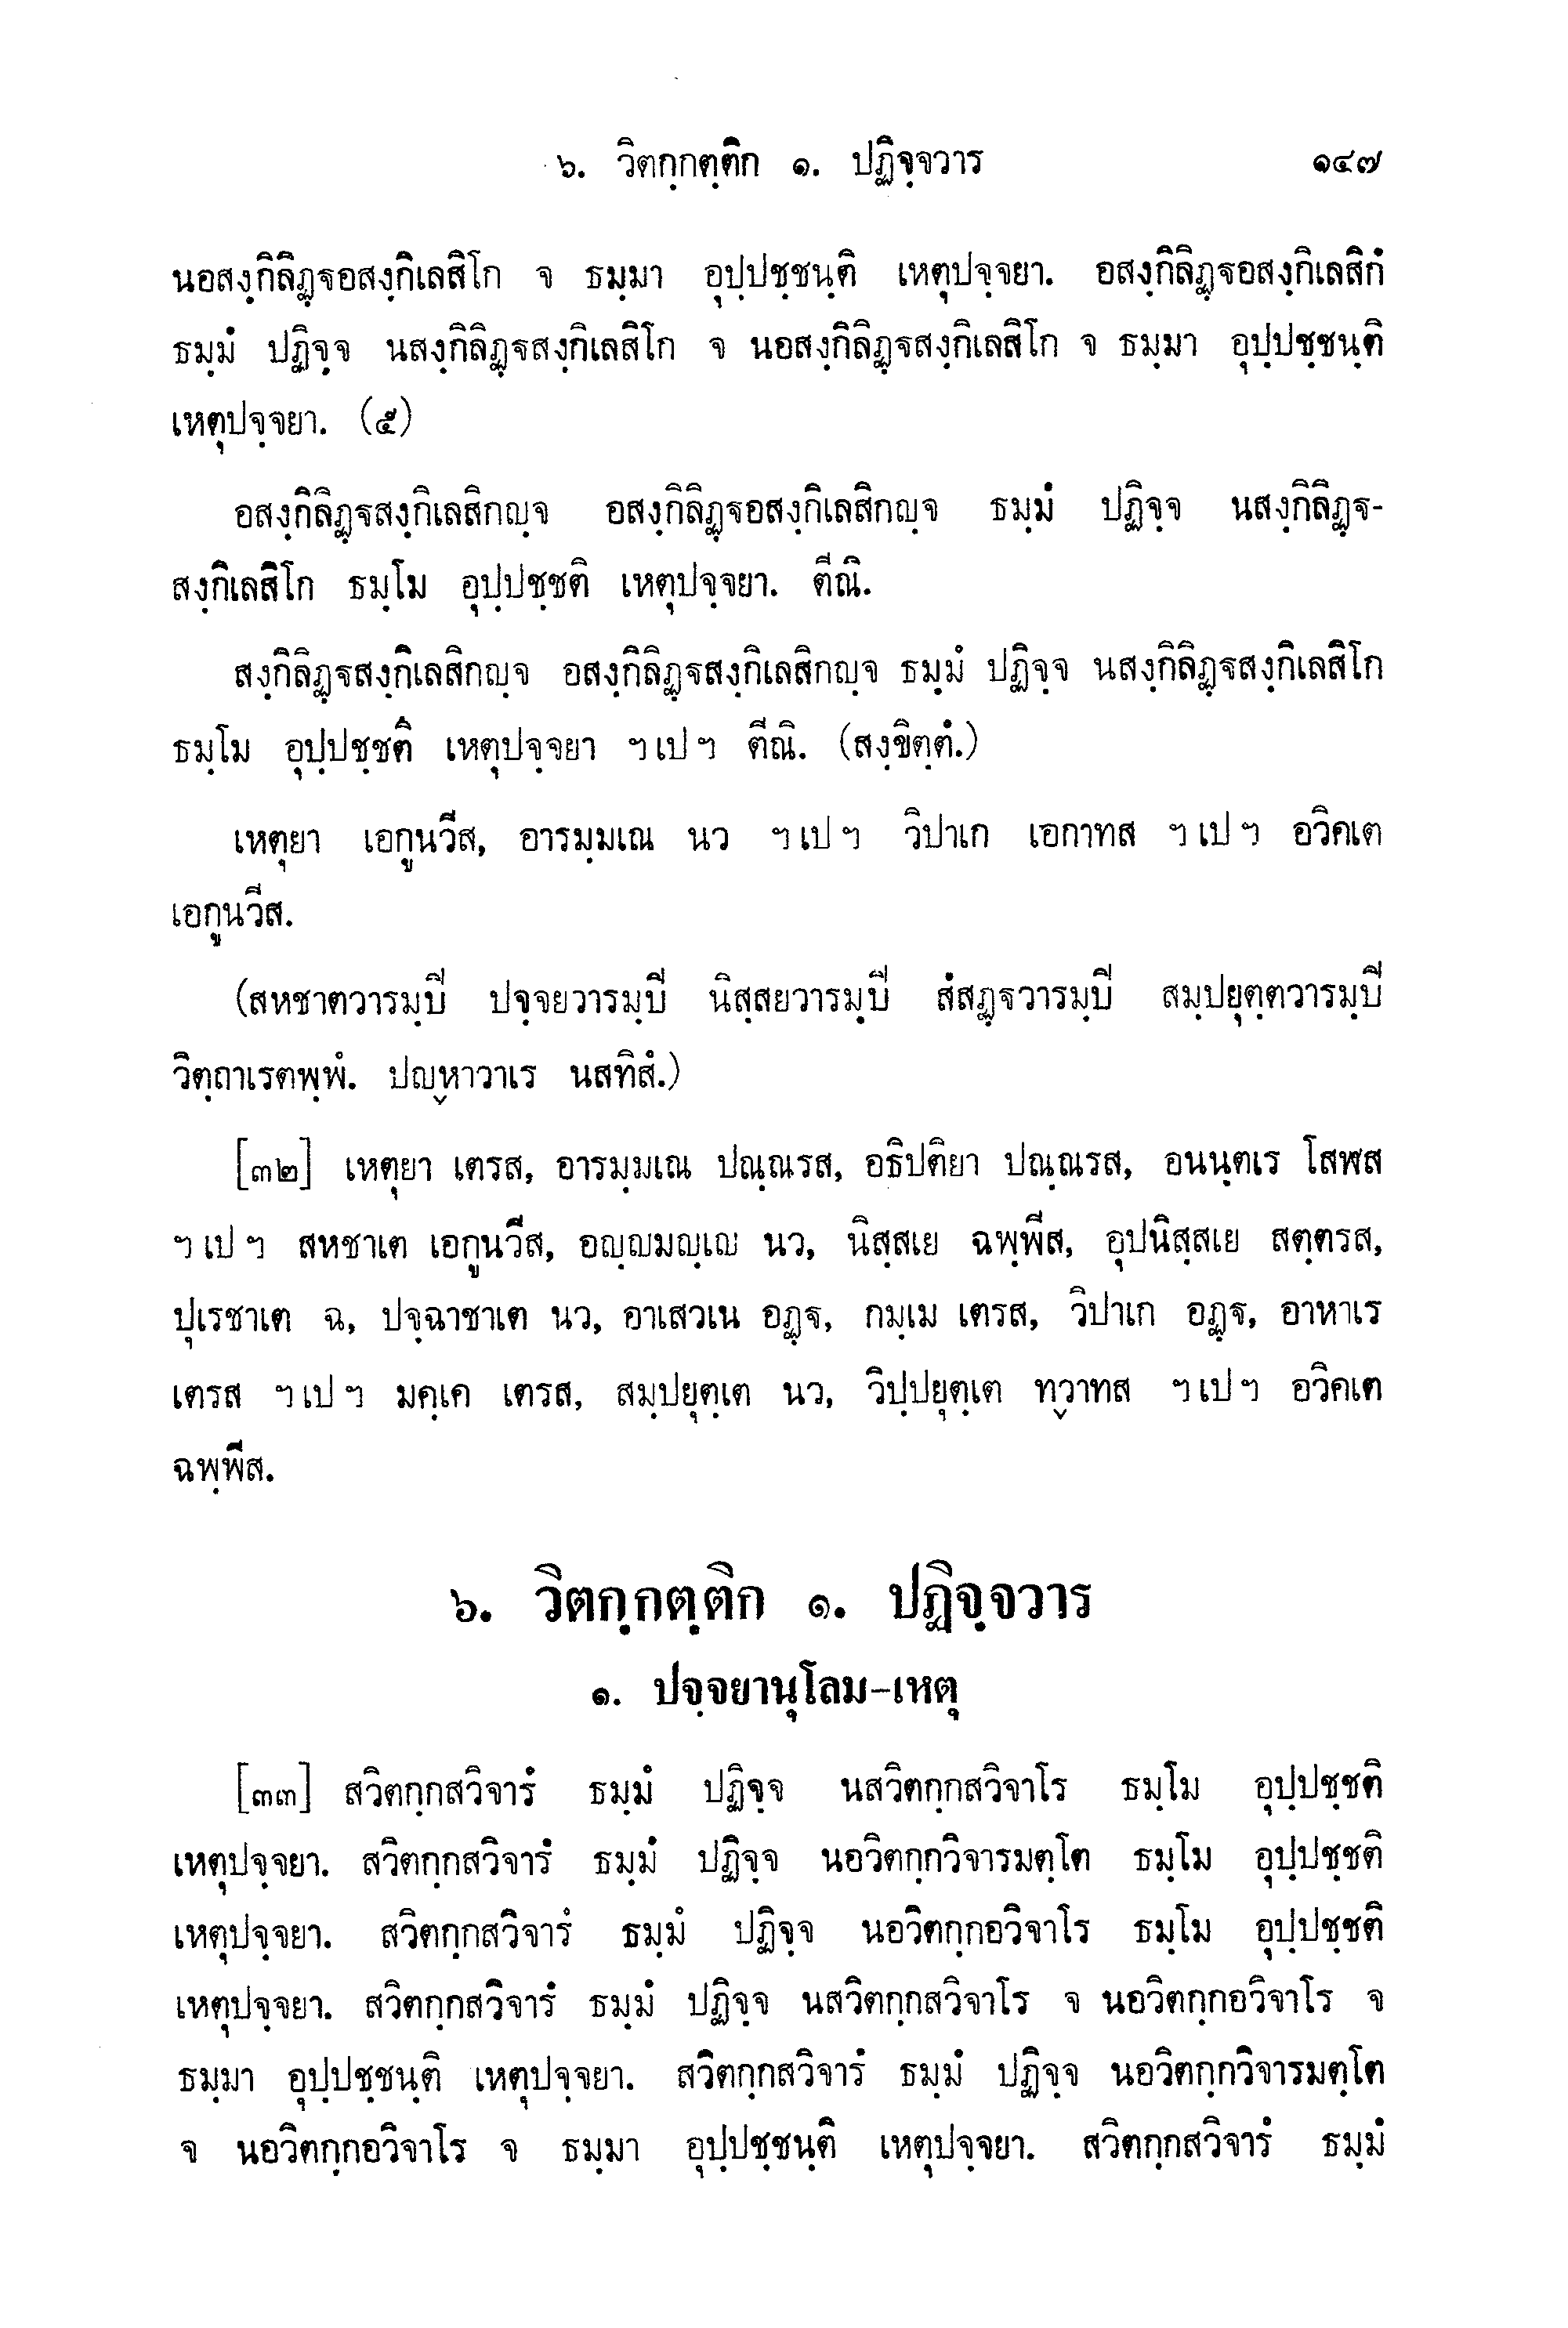 ๖. วิตกฺกตฺติก ๑. ปฏิจฺจวาร ๑๔๗
นอสงฺกิลิฏฺฐอสงฺกิเลสิโก จ ธมฺมา อุปฺปชฺชนฺติ เหตุปจฺจยา. อสงฺกิลิฏฺฐอสงฺกิเลสิกํ
ธมฺมํ ปฏิจฺจ นสงฺกิลิฏฺฐสงฺกิเลสิโก จ นอสงฺกิลิฏฺฐสงฺกิเลสิโก จ ธมฺมา อุปฺปชฺชนฺติ
เหตุปจฺจยา. (๕)
อสงฺกิลิฏฺฐสงฺกิเลสิกญฺจ อสงฺกิลิฏฺฐอสงฺกิเลสิกญฺจ ธมฺมํ ปฏิจฺจ นสงฺกิลิฏฺฐ-
สงฺกิเลสิโก ธมฺโม อุปฺปชฺชติ เหตุปจฺจยา. ตีณิ.
สงฺกิลิฏฺฐสงฺกิเลสิกญฺจ อสงฺกิลิฏฺฐสงฺกิเลสิกญฺจ ธมฺมํ ปฏิจฺจ นสงฺกิลิฏฺฐสงฺกิเลสิโก
ธมฺโม อุปฺปชฺชติ เหตุปจฺจยา ฯ เป ฯ ตีณิ. (สงฺขิตฺตํ.)
เหตุยา เอกูนวีส, อารมฺมเณ นว ฯ เป ฯ วิปาเก เอกาทส ฯ เป ฯ อวิคเต
เอกูนวีส.
(สหชาตวารมฺปี ปจฺจยวารมฺปี นิสฺสยวารมฺปี สํสฏฺฐวารมฺปี สมฺปยุตฺตวารมฺปี
วิตฺถาเรตพฺพํ. ปญฺหาวาเร นสทิสํ.)
[๓๒] เหตุยา เตรส, อารมฺมเณ ปณฺณรส, อธิปติยา ปณฺณรส, อนนฺตเร โสฬส
ฯ เป ฯ สหชาเต เอกูนวีส, อญฺญมญฺเญ นว, นิสฺสเย ฉพฺพีส, อุปนิสฺสเย สตฺตรส,
ปุเรชาเต ฉ, ปจฺฉาชาเต นว, อาเสวเน อฏฺฐ, กมฺเม เตรส, วิปาเก อฏฺฐ, อาหาเร
เตรส ฯ เป ฯ มคฺเค เตรส, สมฺปยุตฺเต นว, วิปฺปยุตฺเต ทฺวาทส ฯ เป ฯ อวิคเต
ฉพฺพีส.
๖. วิตกฺกตฺติก ๑. ปฏิจฺจวาร
๑. ปจฺจยานุโลม-เหตุ
[๓๓] สวิตกฺกสวิจารํ ธมฺมํ ปฏิจฺจ นสวิตกฺกสวิจาโร ธมฺโม อุปฺปชฺชติ
เหตุปจฺจยา. สวิตกฺกสวิจารํ ธมฺมํ ปฏิจฺจ นอวิตกฺกวิจารมตฺโต ธมฺโม อุปฺปชฺชติ
เหตุปจฺจยา. สวิตกฺกสวิจารํ ธมฺมํ ปฏิจฺจ นอวิตกฺกอวิจาโร ธมฺโม อุปฺปชฺชติ
เหตุปจฺจยา. สวิตกฺกสวิจารํ ธมฺมํ ปฏิจฺจ นสวิตกฺกสวิจาโร จ นอวิตกฺกอวิจาโร จ
ธมฺมา อุปฺปชฺชนฺติ เหตุปจฺจยา. สวิตกฺกสวิจารํ ธมฺมํ ปฏิจฺจ นอวิตกฺกวิจารมตฺโต
จ นอวิตกฺกอวิจาโร จ ธมฺมา อุปฺปชฺชนฺติ เหตุปจฺจยา. สวิตกฺกสวิจารํ ธมฺมํ